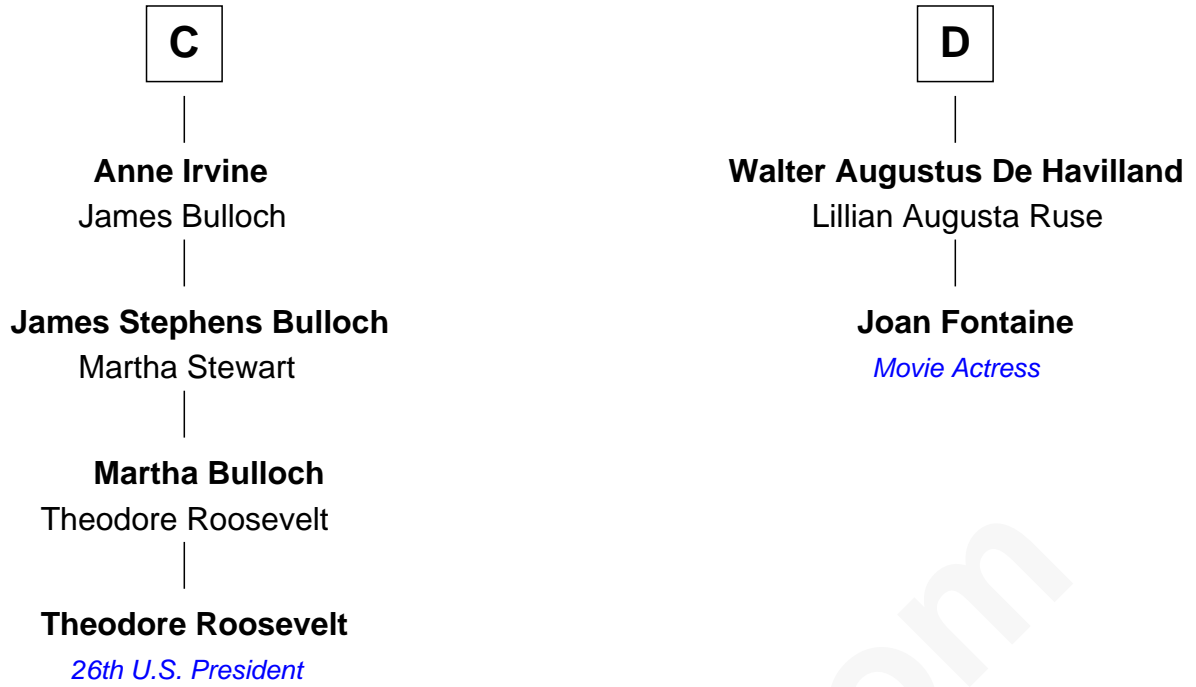 C
Anne Irvine
James Bulloch
James Stephens Bulloch
Martha Stewart
Martha Bulloch
Theodore Roosevelt
Theodore Roosevelt
26th U.S. President
D
Walter Augustus De Havilland
Lillian Augusta Ruse
Joan Fontaine
Movie Actress
om